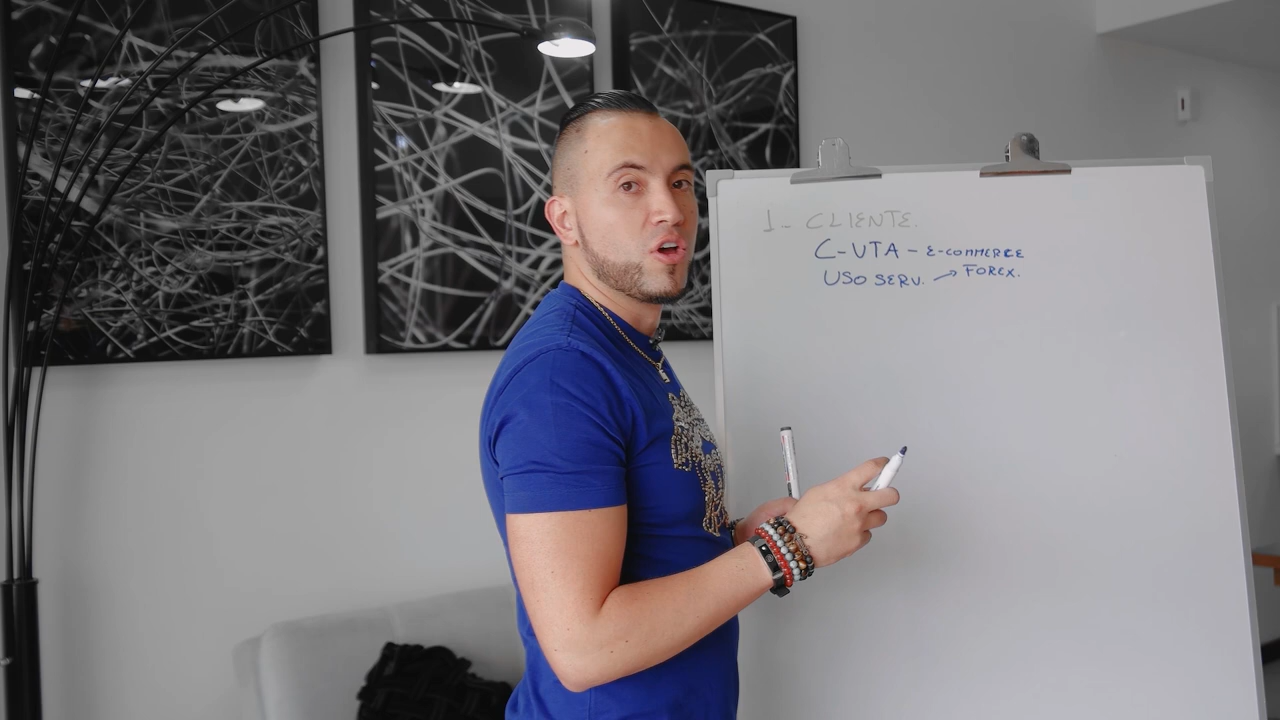 1- CLIENTE.
C-VTA - E-COMMERCE
USO SERV. → FOREX.